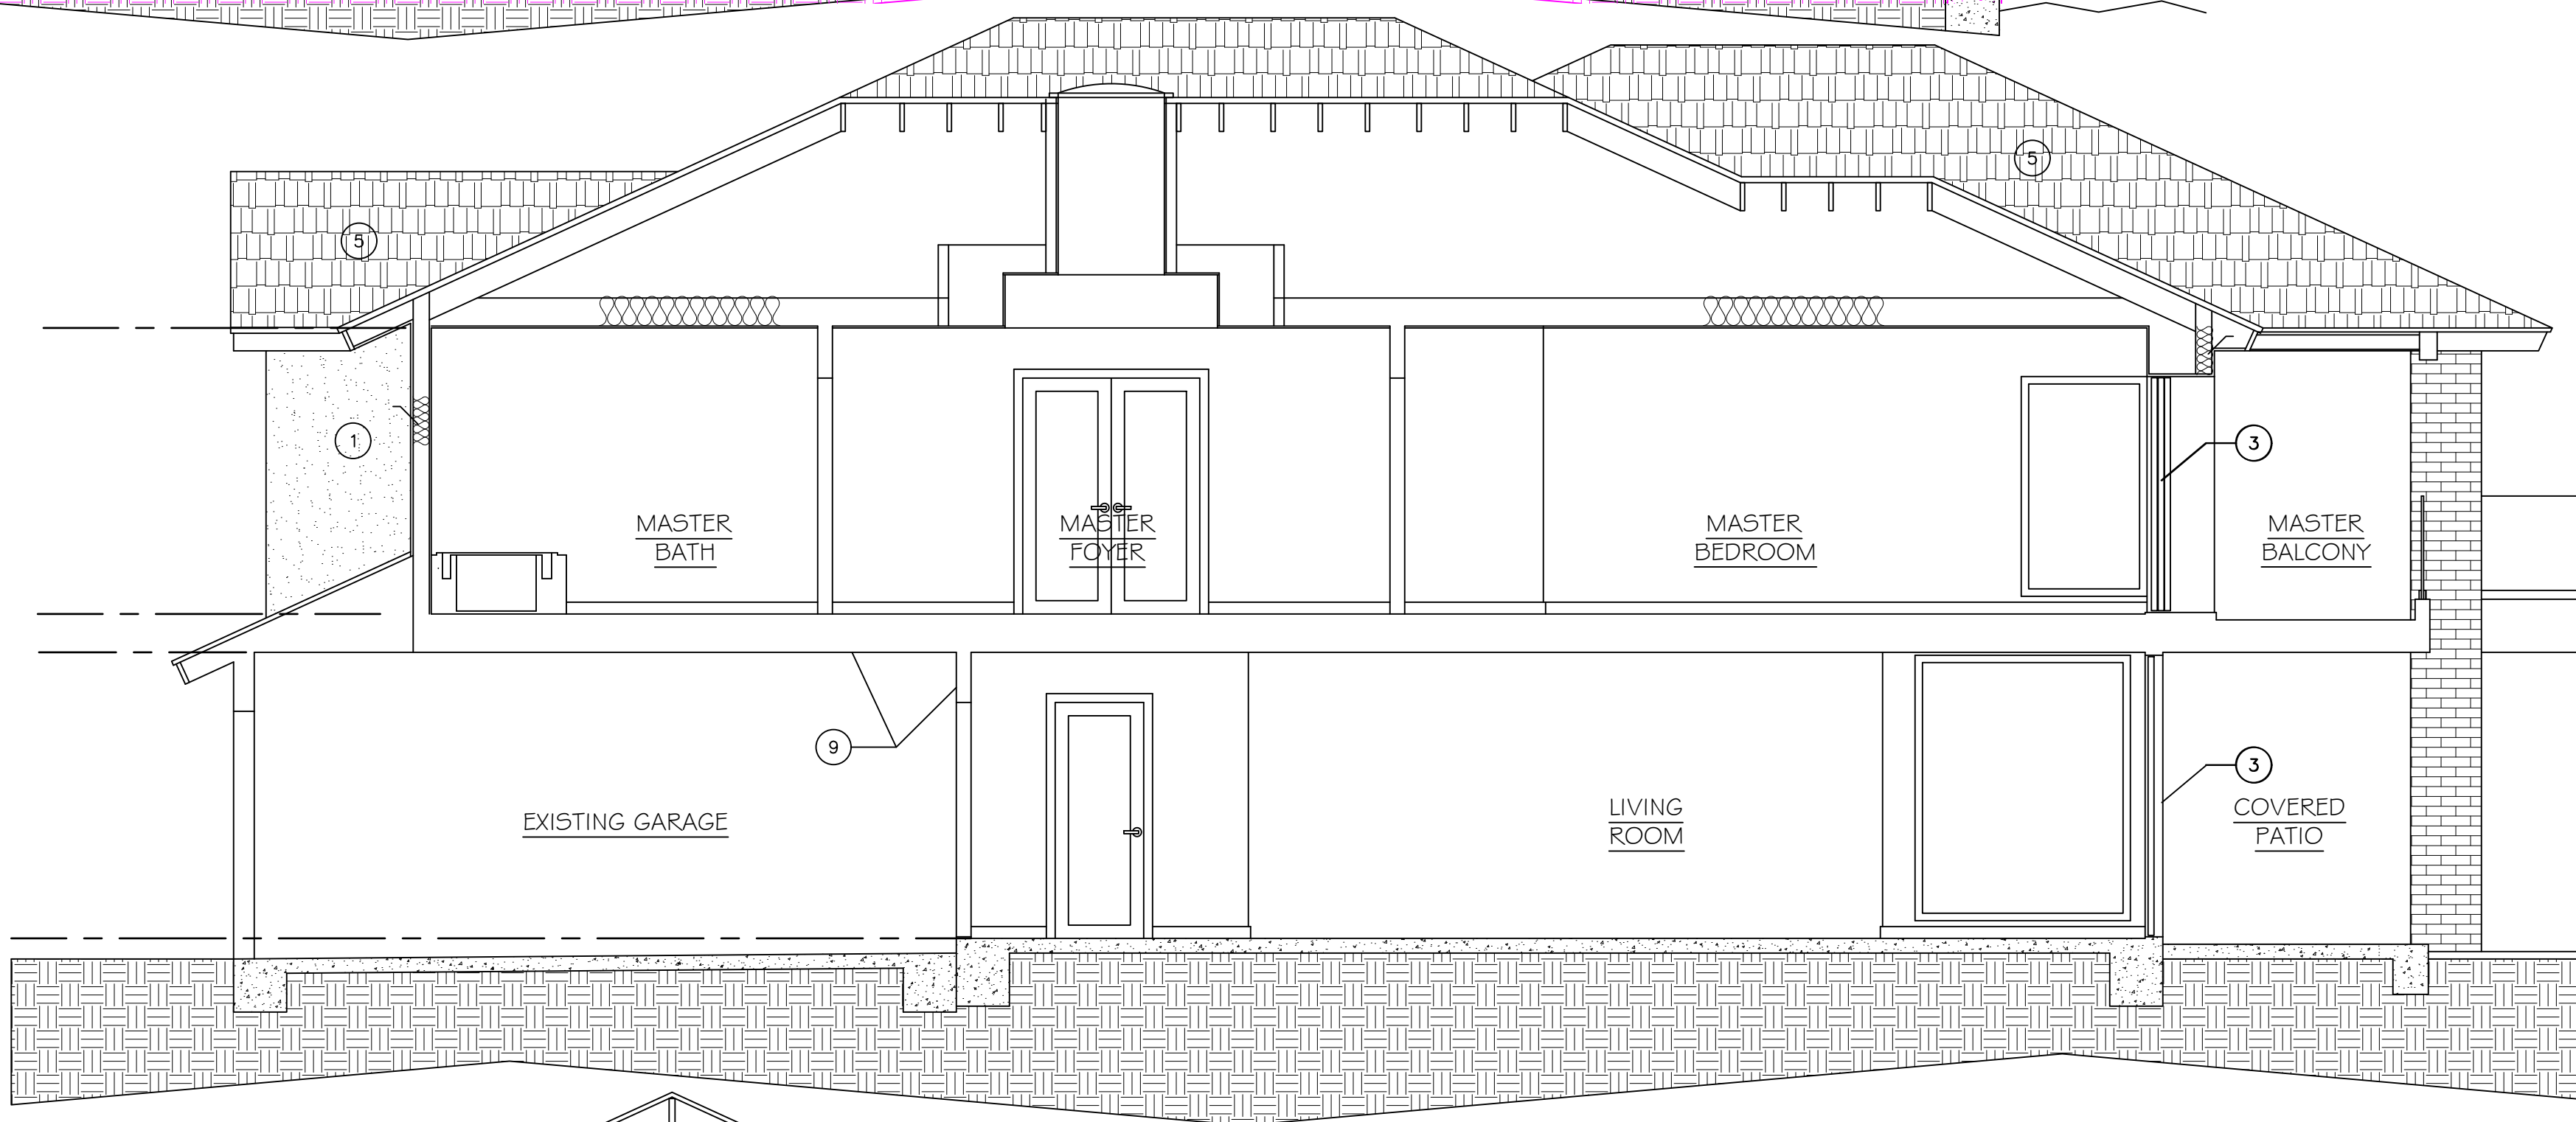 5
5
1
3
MASTER
BATH
MASTER
FOYER
MASTER
BEDROOM
MASTER
BALCONY
9
3
EXISTING GARAGE
LIVING
ROOM
COVERED
PATIO